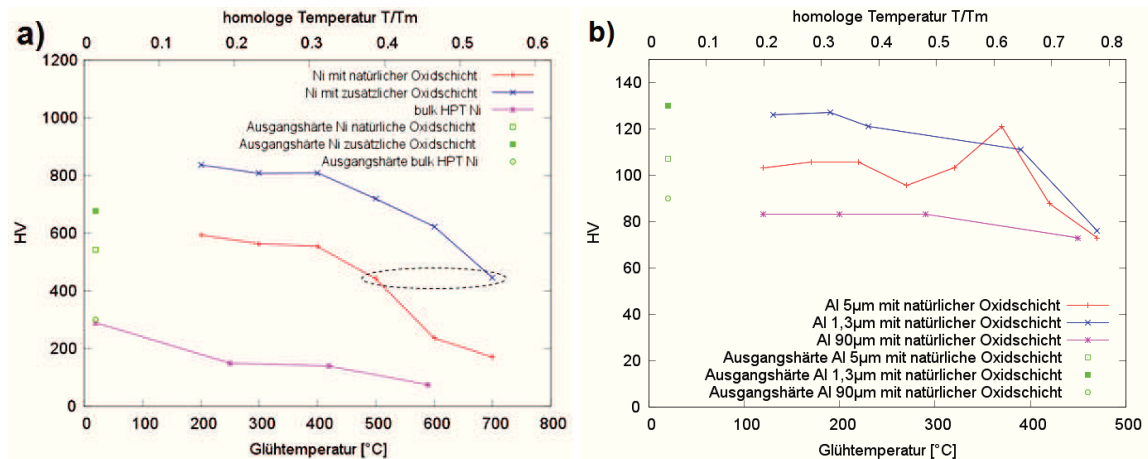 a)
homologe Temperatur T/Tm
0 0.1 0.2 0.3 0.4 0.5 0.6
1200
1000
800
600
400
200
0
HV
Ni mit natürlicher Oxidschicht
Ni mit zusätzlicher Oxidschicht
bulk HPT Ni
Ausgangshärte Ni natürliche Oxidschicht
Ausgangshärte Ni zusätzliche Oxidschicht
Ausgangshärte bulk HPT Ni
0 100 200 300 400 500 600 700 800
Glühtemperatur [°C]
b)
homologe Temperatur T/Tm
0 0.1 0.2 0.3 0.4 0.5 0.6 0.7 0.8
140
120
100
80
60
40
20
0
HV
Al 5µm mit natürlicher Oxidschicht
Al 1,3µm mit natürlicher Oxidschicht
Al 90µm mit natürlicher Oxidschicht
Ausgangshärte Al 5µm mit natürliche Oxidschicht
Ausgangshärte Al 1,3µm mit natürliche Oxidschicht
Ausgangshärte Al 90µm mit natürliche Oxidschicht
0 100 200 300 400 500
Glühtemperatur [°C]